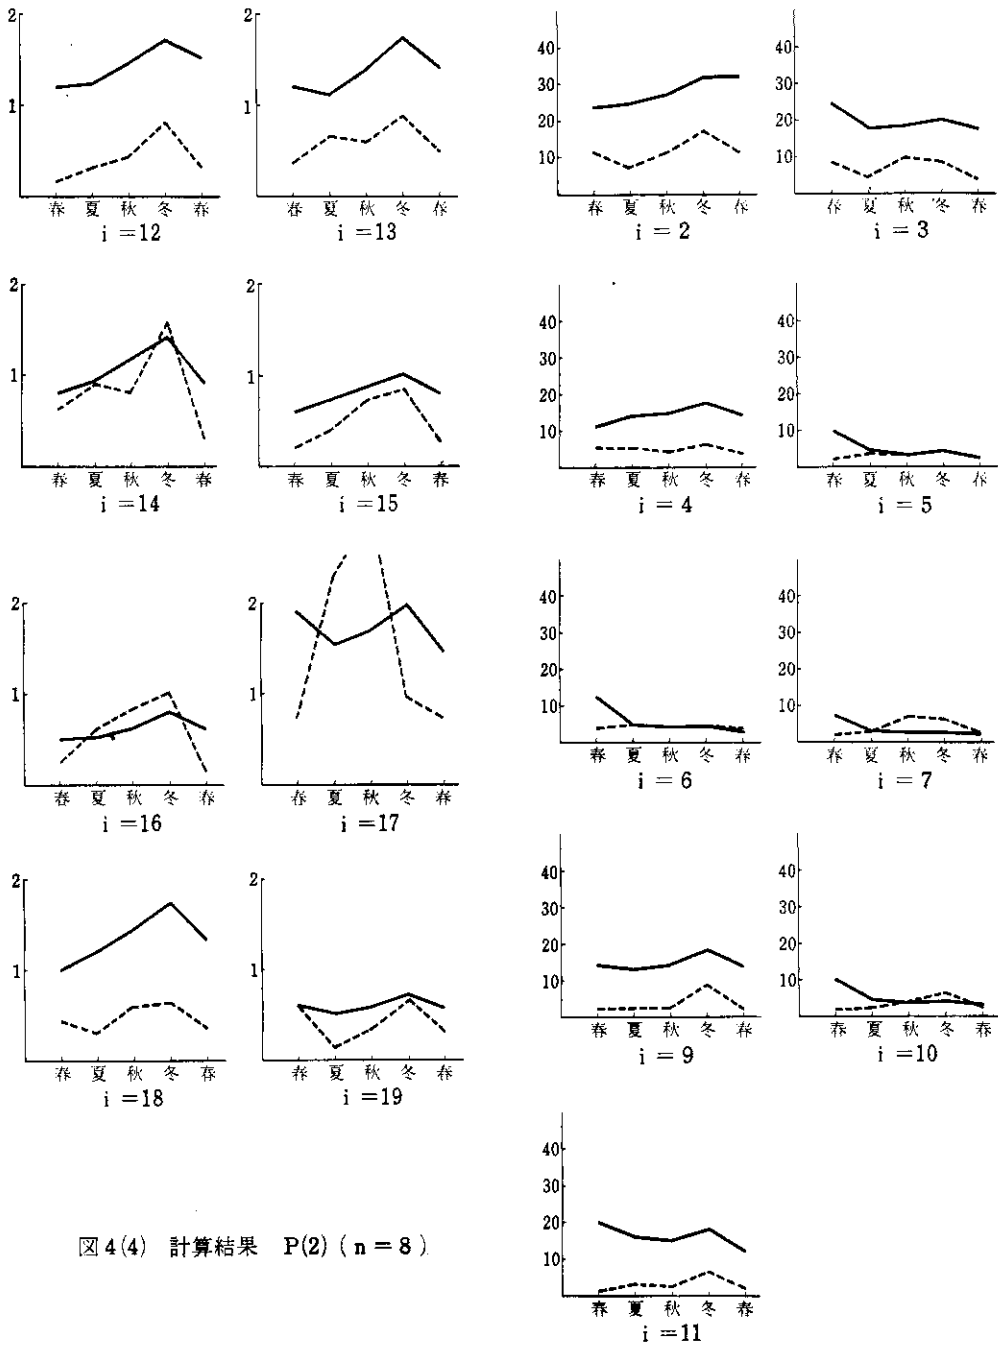 2
1
春 夏 秋 冬 春
i =12
2
1
春 夏 秋 冬 春
i =13
40
30
20
10
春 夏 秋 冬 春
i = 2
40
30
20
10
春 夏 秋 冬 春
i = 3
2
1
春 夏 秋 冬 春
i =14
2
1
春 夏 秋 冬 春
i =15
40
30
20
10
春 夏 秋 冬 春
i = 4
40
30
20
10
春 夏 秋 冬 春
i = 5
2
1
春 夏 秋 冬 春
i =16
2
1
春 夏 秋 冬 春
i =17
40
30
20
10
春 夏 秋 冬 春
i = 6
40
30
20
10
春 夏 秋 冬 春
i = 7
2
1
春 夏 秋 冬 春
i =18
2
1
春 夏 秋 冬 春
i =19
40
30
20
10
春 夏 秋 冬 春
i = 9
40
30
20
10
春 夏 秋 冬 春
i =10
40
30
20
10
春 夏 秋 冬 春
i =11
図4(4) 計算結果 P(2) ( n = 8 )